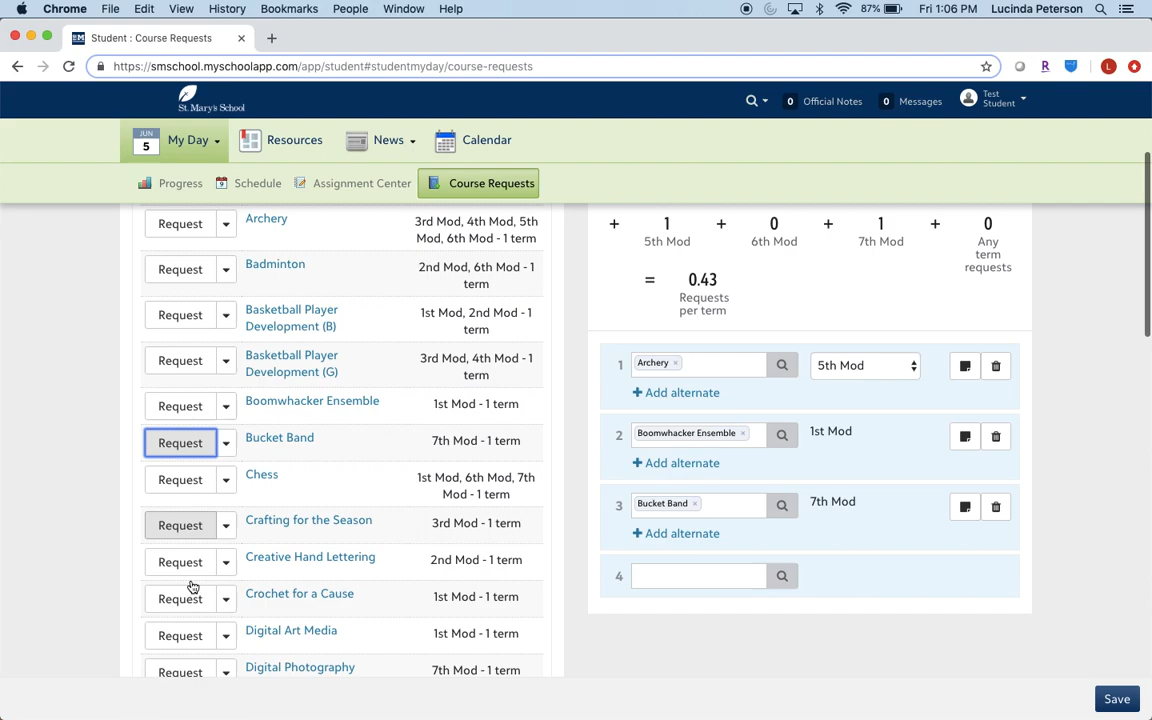 Chrome File Edit View History Bookmarks People Window Help 87% Fri 1:06 PM Lucinda Peterson
Student : Course Requests
https://smschool.myschoolapp.com/app/student#studentmyday/course-requests
L
R
St. Mary's School
0 Official Notes 0 Messages Test Student
JUN 5 My Day Resources News Calendar
Progress Schedule Assignment Center Course Requests
Request Archery 3rd Mod, 4th Mod, 5th
Mod, 6th Mod - 1 term
Request Badminton 2nd Mod, 6th Mod - 1
term
Request Basketball Player 1st Mod, 2nd Mod - 1
Development (B) term
Request Basketball Player 3rd Mod, 4th Mod - 1
Development (G) term
Request Boomwhacker Ensemble 1st Mod - 1 term
Request Bucket Band 7th Mod - 1 term
Request Chess 1st Mod, 6th Mod, 7th
Mod - 1 term
Request Crafting for the Season 3rd Mod - 1 term
Request Creative Hand Lettering 2nd Mod - 1 term
Request Crochet for a Cause 1st Mod - 1 term
Request Digital Art Media 1st Mod - 1 term
Request Digital Photography 7th Mod - 1 term
+ 1 + 0 + 1 + 0
5th Mod 6th Mod 7th Mod Any
term
requests
= 0.43
Requests
per term
1 Archery × 5th Mod
+ Add alternate
2 Boomwhacker Ensemble × 1st Mod
+ Add alternate
3 Bucket Band × 7th Mod
+ Add alternate
4
Save